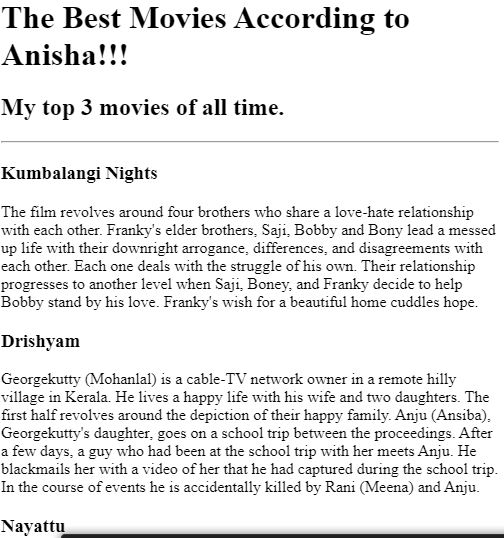 The Best Movies According to
Anisha!!!
My top 3 movies of all time.
Kumbalangi Nights
The film revolves around four brothers who share a love-hate relationship
with each other. Franky's elder brothers, Saji, Bobby and Bony lead a messed
up life with their downright arrogance, differences, and disagreements with
each other. Each one deals with the struggle of his own. Their relationship
progresses to another level when Saji, Boney, and Franky decide to help
Bobby stand by his love. Franky's wish for a beautiful home cuddles hope.
Drishyam
Georgekutty (Mohanlal) is a cable-TV network owner in a remote hilly
village in Kerala. He lives a happy life with his wife and two daughters. The
first half revolves around the depiction of their happy family. Anju (Ansiba),
Georgekutty's daughter, goes on a school trip between the proceedings. After
a few days, a guy who had been at the school trip with her meets Anju. He
blackmails her with a video of her that he had captured during the school trip.
In the course of events he is accidentally killed by Rani (Meena) and Anju.
Nayattu